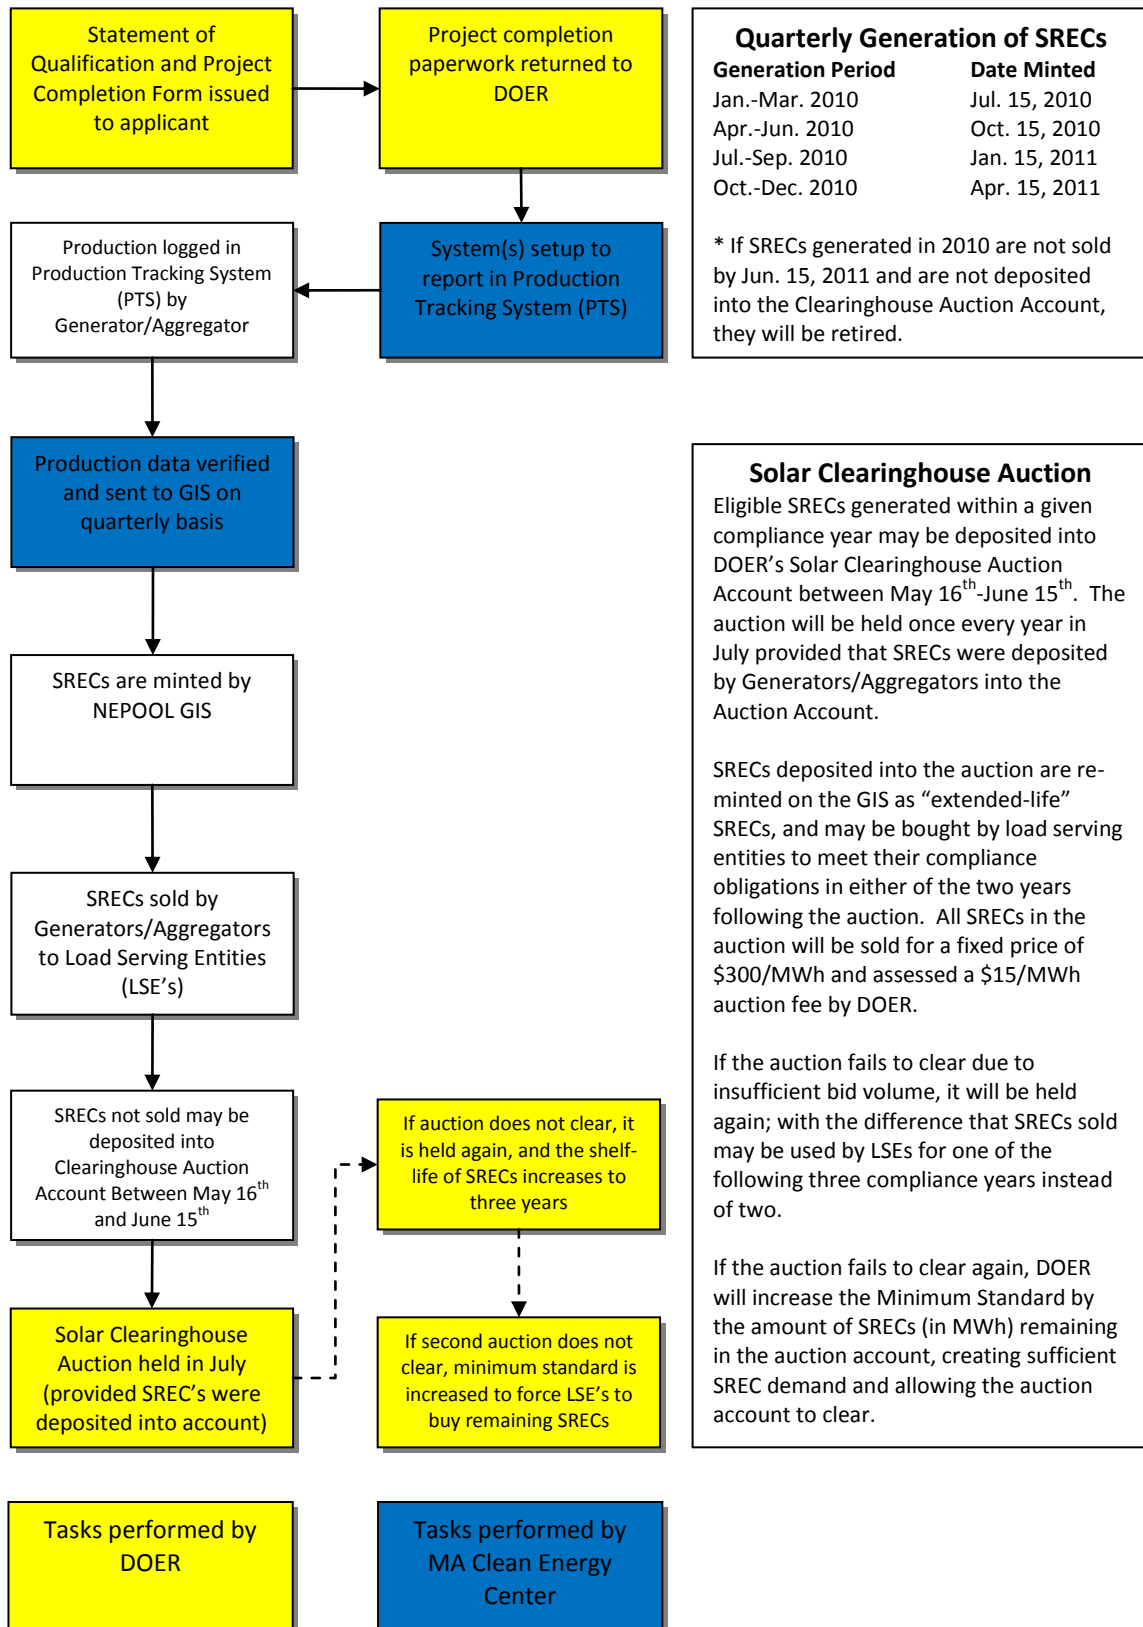 Statement of
Qualification and Project
Completion Form issued
to applicant
Project completion
paperwork returned to
DOER
Quarterly Generation of SRECs
Generation Period Date Minted
Jan.-Mar. 2010 Jul. 15, 2010
Apr.-Jun. 2010 Oct. 15, 2010
Jul.-Sep. 2010 Jan. 15, 2011
Oct.-Dec. 2010 Apr. 15, 2011
* If SRECs generated in 2010 are not sold
by Jun. 15, 2011 and are not deposited
into the Clearinghouse Auction Account,
they will be retired.
System(s) setup to
report in Production
Tracking System (PTS)
Production logged in
Production Tracking System
(PTS) by
Generator/Aggregator
Production data verified
and sent to GIS on
quarterly basis
SRECs are minted by
NEPOOL GIS
SRECs sold by
Generators/Aggregators
to Load Serving Entities
(LSE's)
SRECs not sold may be
deposited into
Clearinghouse Auction
Account Between May 16th
and June 15th
Solar Clearinghouse
Auction held in July
(provided SREC's were
deposited into account)
If auction does not clear, it
is held again, and the shelf-
life of SRECs increases to
three years
If second auction does not
clear, minimum standard is
increased to force LSE's to
buy remaining SRECs
Solar Clearinghouse Auction
Eligible SRECs generated within a given
compliance year may be deposited into
DOER's Solar Clearinghouse Auction
Account between May 16th-June 15th. The
auction will be held once every year in
July provided that SRECs were deposited
by Generators/Aggregators into the
Auction Account.
SRECs deposited into the auction are re-
minted on the GIS as “extended-life”
SRECs, and may be bought by load serving
entities to meet their compliance
obligations in either of the two years
following the auction. All SRECs in the
auction will be sold for a fixed price of
$300/MWh and assessed a $15/MWh
auction fee by DOER.
If the auction fails to clear due to
insufficient bid volume, it will be held
again; with the difference that SRECs sold
may be used by LSEs for one of the
following three compliance years instead
of two.
If the auction fails to clear again, DOER
will increase the Minimum Standard by
the amount of SRECs (in MWh) remaining
in the auction account, creating sufficient
SREC demand and allowing the auction
account to clear.
Tasks performed by
DOER
Tasks performed by
MA Clean Energy
Center